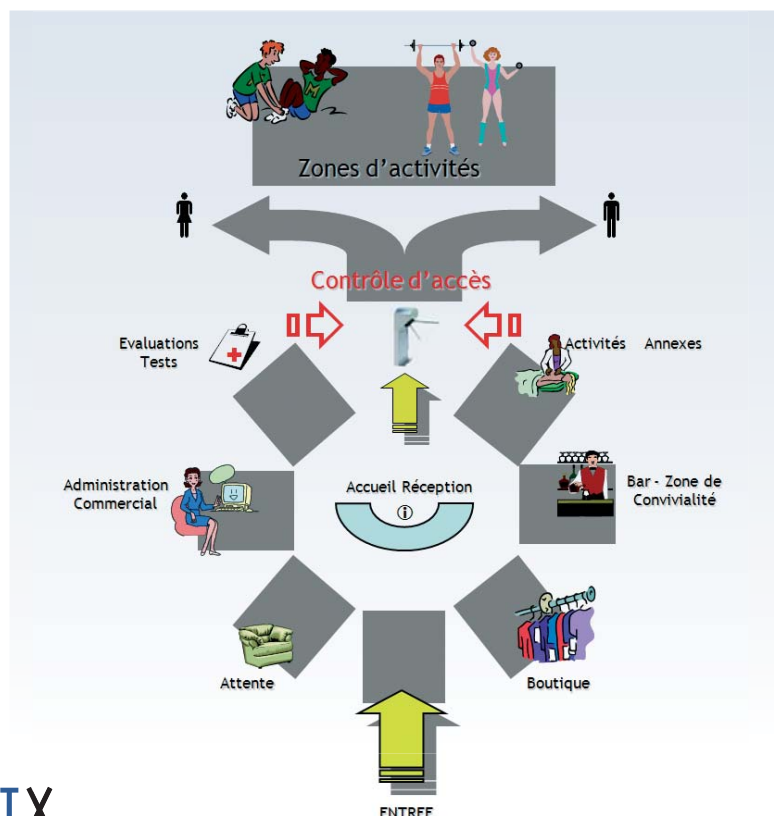 Zones d'activités
Contrôle d'accès
Evaluations
Tests
Activités Annexes
Administration
Commercial
Accueil Réception
i
Bar - Zone de
Convivialité
Attente
Boutique
ENTREE
TX